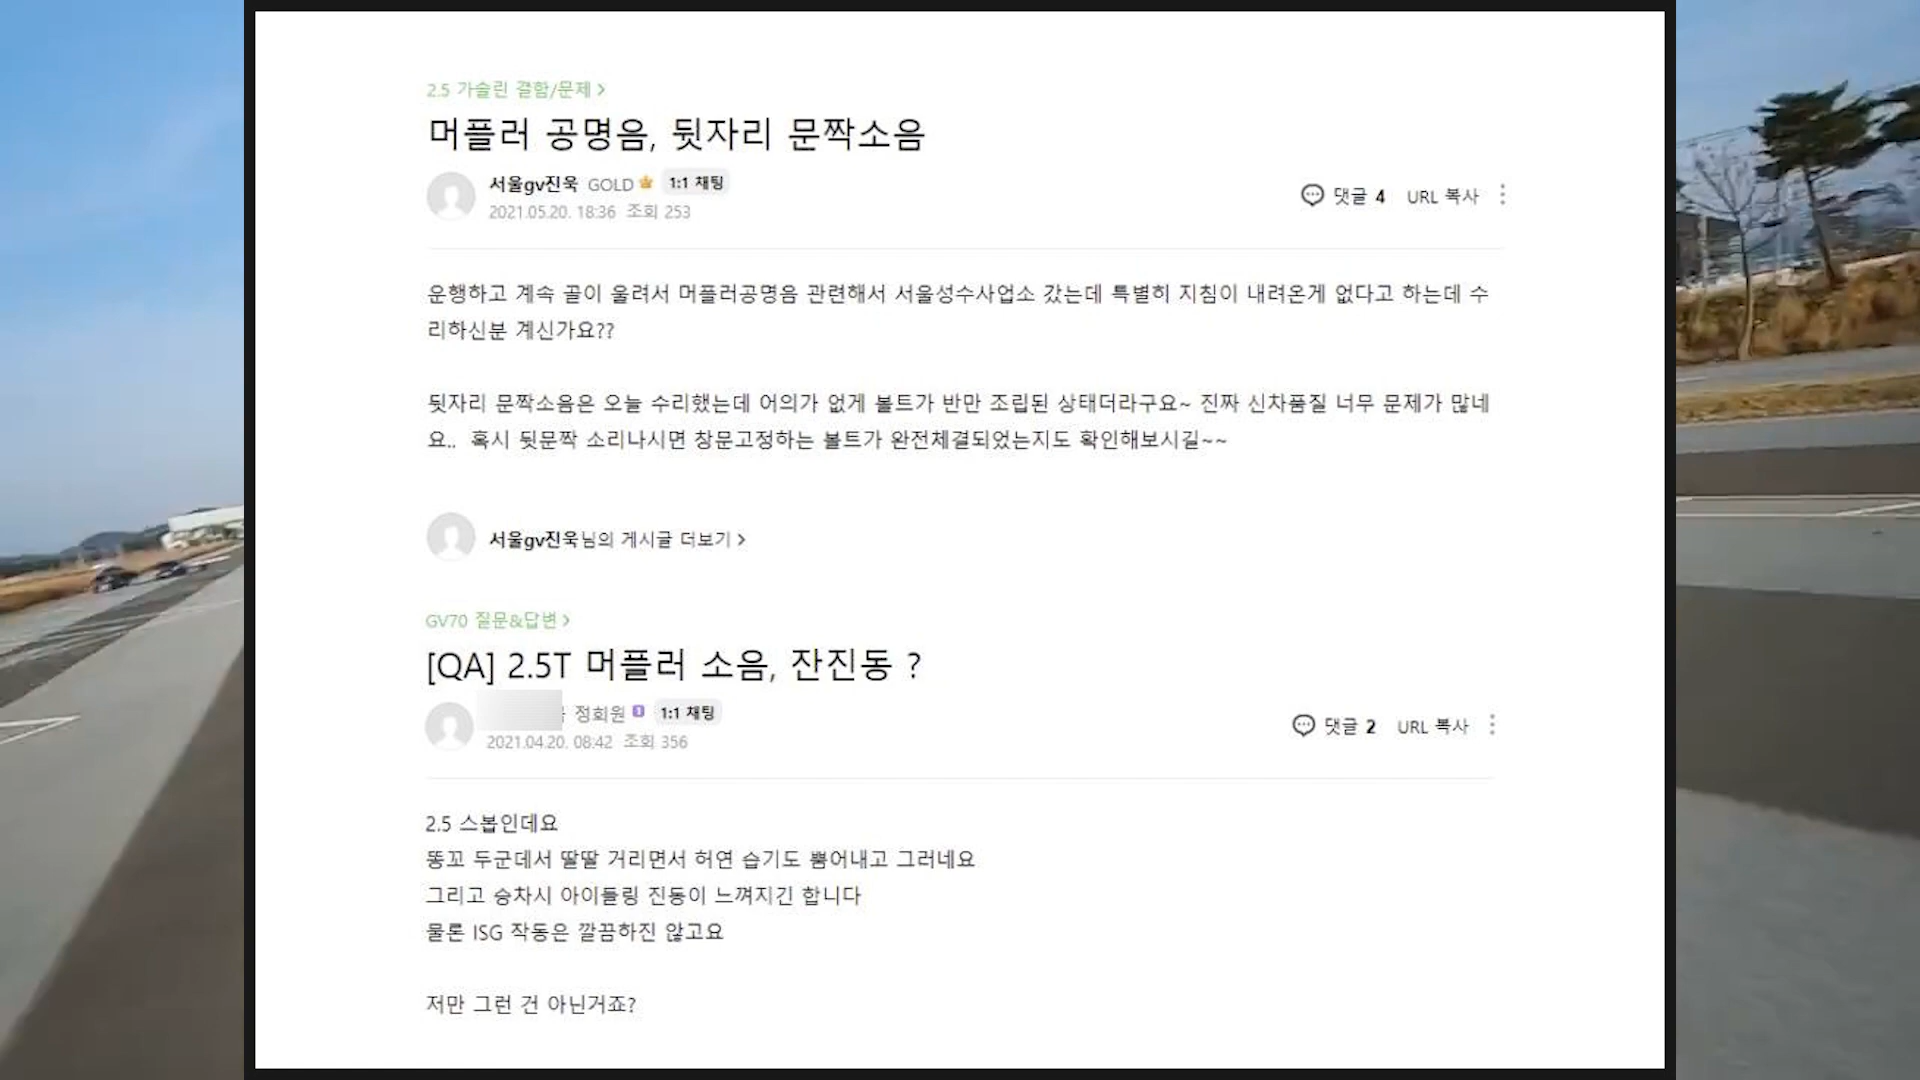 2.5 가솔린 결함/문제 >
머플러 공명음, 뒷자리 문짝소음
서울gv진욱 GOLD 1:1 채팅
2021.05.20. 18:36 조회 253
댓글 4 URL 복사
운행하고 계속 골이 울려서 머플러공명음 관련해서 서울성수사업소 갔는데 특별히 지침이 내려온게 없다고 하는데 수
리하신분 계신가요??
뒷자리 문짝소음은 오늘 수리했는데 어의가 없게 볼트가 반만 조립된 상태더라구요~ 진짜 신차품질 너무 문제가 많네
요.. 혹시 뒷문짝 소리나시면 창문고정하는 볼트가 완전체결되었는지도 확인해보시길~~
서울gv진욱님의 게시글 더보기 >
GV70 질문&답변 >
[QA] 2.5T 머플러 소음, 잔진동 ?
정회원 1:1 채팅
2021.04.20. 08:42 조회 356
댓글 2 URL 복사
2.5 스봅인데요
똥꼬 두군데서 딸딸 거리면서 허연 습기도 뿜어내고 그러네요
그리고 승차시 아이들링 진동이 느껴지긴 합니다
물론 ISG 작동은 깔끔하진 않고요
저만 그런 건 아닌거죠?